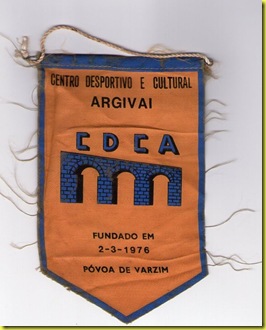 CENTRO DESPORTIVO E CULTURAL
ARGIVAI
CDCA
FUNDADO EM
2-3-1976
PÓVOA DE VARZIM